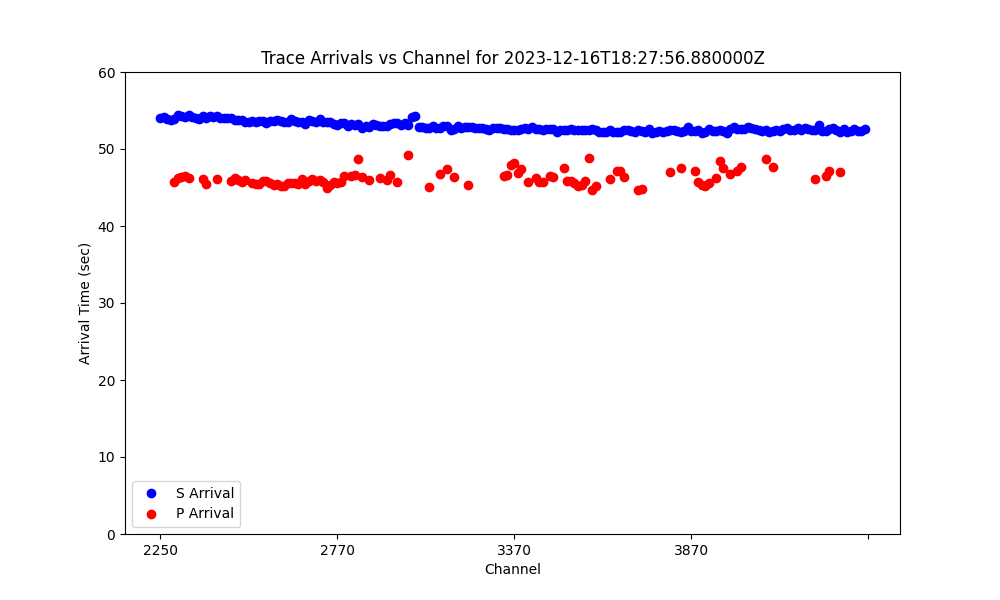 Trace Arrivals vs Channel for 2023-12-16T18:27:56.880000Z
60
50
40
30
20
10
0
Arrival Time (sec)
S Arrival
P Arrival
2250 2770 3370 3870
Channel